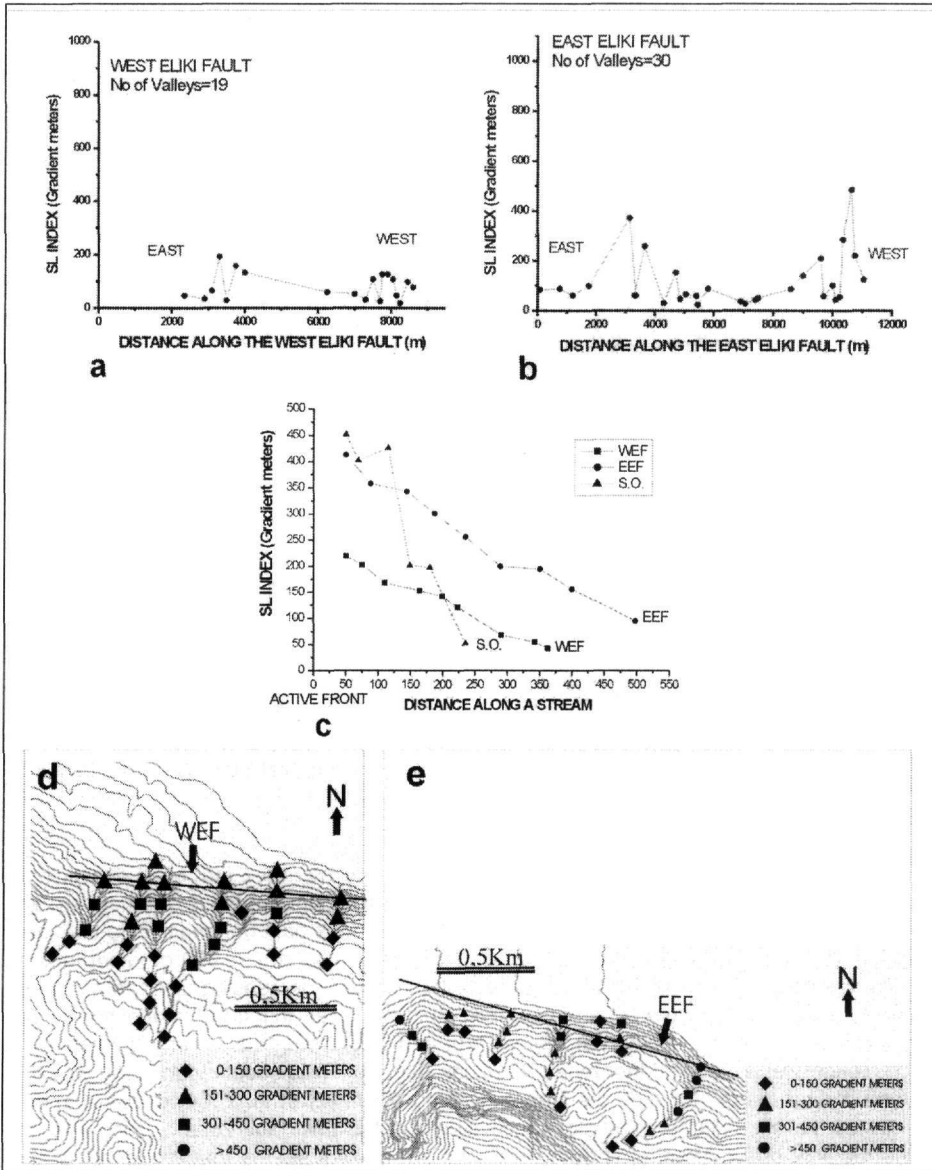 WEST ELIKI FAULT
No of Valleys=19
SL INDEX (Gradient meters)
1000
800
600
400
200
0
EAST
WEST
0 2000 4000 6000 8000
DISTANCE ALONG THE WEST ELIKI FAULT (m)
a
EAST ELIKI FAULT
No of Valleys=30
SL INDEX (Gradient meters)
1000
800
600
400
200
0
EAST
WEST
0 2000 4000 6000 8000 10000 12000
DISTANCE ALONG THE EAST ELIKI FAULT (m)
b
SL INDEX (Gradient meters)
500
450
400
350
300
250
200
150
100
50
0
WEF
EEF
S.O.
EEF
S.O.
WEF
0 50 100 150 200 250 300 350 400 450 500 550
ACTIVE FRONT
DISTANCE ALONG A STREAM
c
d
N
WEF
0,5Km
0-150 GRADIENT METERS
151-300 GRADIENT METERS
301-450 GRADIENT METERS
>450 GRADIENT METERS
e
0,5Km
N
EEF
0-150 GRADIENT METERS
151-300 GRADIENT METERS
301-450 GRADIENT METERS
>450 GRADIENT METERS